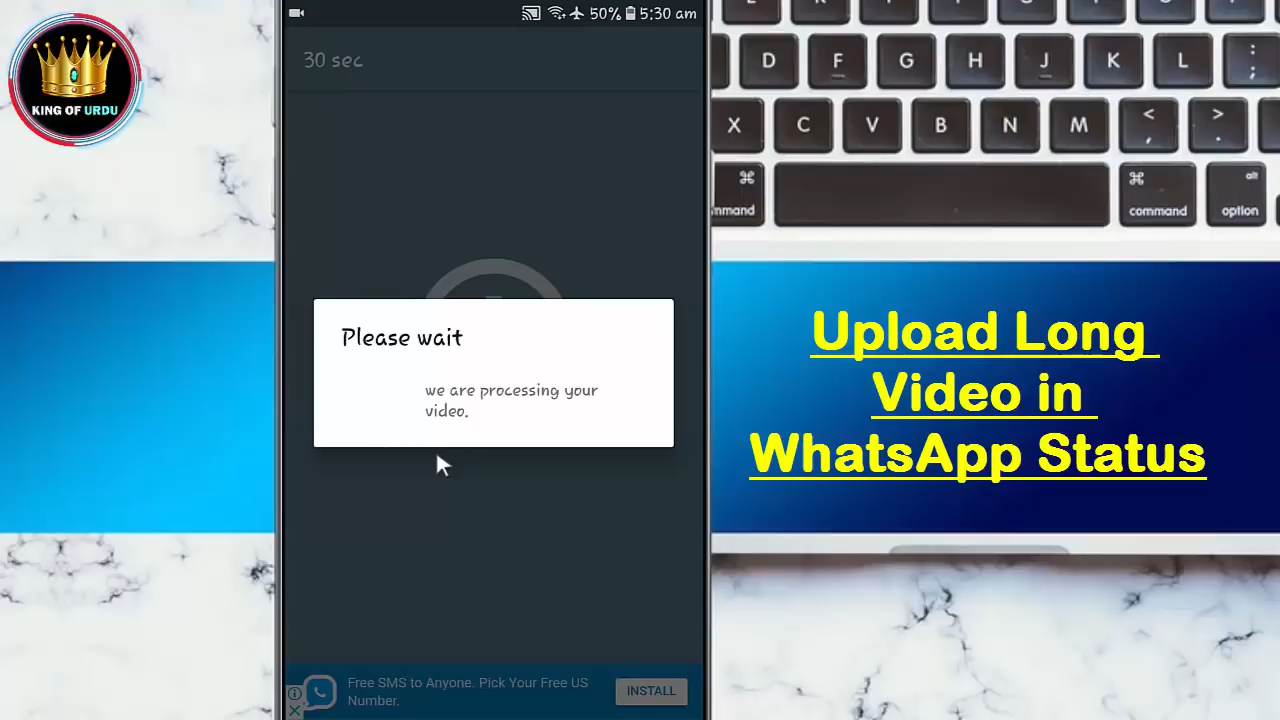 KING OF URDU
50% 5:30 am
30 sec
Please wait
we are processing your
video.
Free SMS to Anyone. Pick Your Free US
Number.
INSTALL
D F G H J K L : ;
X C V B N M < , > .
⌘ ⌘ alt
mmand command option
Upload Long
Video in
WhatsApp Status